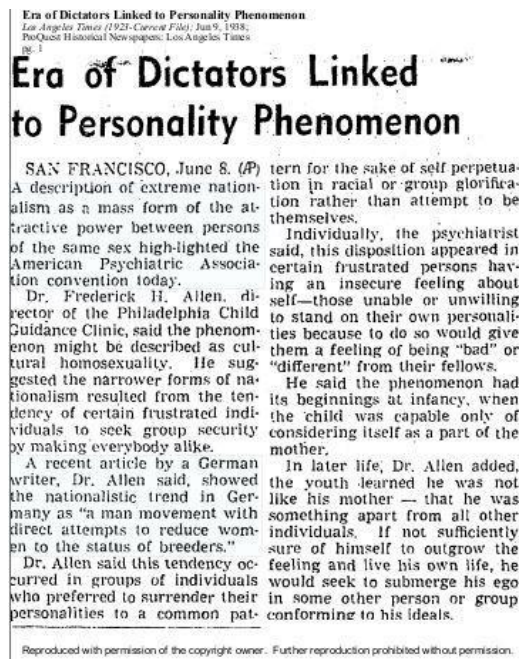 Era of Dictators Linked to Personality Phenomenon
Los Angeles Times (1923-Current File); Jun 9, 1938;
ProQuest Historical Newspapers: Los Angeles Times
pg. 1
Era of Dictators Linked
to Personality Phenomenon
SAN FRANCISCO, June 8. (AP)
A description of extreme nation-
alism as a mass form of the at-
tractive power between persons
of the same sex high-lighted the
American Psychiatric Associa-
tion convention today.
Dr. Frederick H. Allen, di-
rector of the Philadelphia Child
Guidance Clinic, said the phenom-
enon might be described as cul-
tural homosexuality. He sug-
gested the narrower forms of na-
tionalism resulted from the ten-
dency of certain frustrated indi-
viduals to seek group security
by making everybody alike.
A recent article by a German
writer, Dr. Allen said, showed
the nationalistic trend in Ger-
many as "a man movement with
direct attempts to reduce wom-
en to the status of breeders."
Dr. Allen said this tendency oc-
curred in groups of individuals
who preferred to surrender their
personalities to a common pat-
tern for the sake of self perpetua-
tion in racial or group glorifica-
tion rather than attempt to be
themselves.
Individually, the psychiatrist
said, this disposition appeared in
certain frustrated persons hav-
ing an insecure feeling about
self—those unable or unwilling
to stand on their own personali-
ties because to do so would give
them a feeling of being "bad" or
"different" from their fellows.
He said the phenomenon had
its beginnings at infancy, when
the child was capable only of
considering itself as a part of the
mother.
In later life, Dr. Allen added,
the youth learned he was not
like his mother — that he was
something apart from all other
individuals. If not sufficiently
sure of himself to outgrow the
feeling and live his own life, he
would seek to submerge his ego
in some other person or group
conforming to his ideals.
Reproduced with permission of the copyright owner. Further reproduction prohibited without permission.